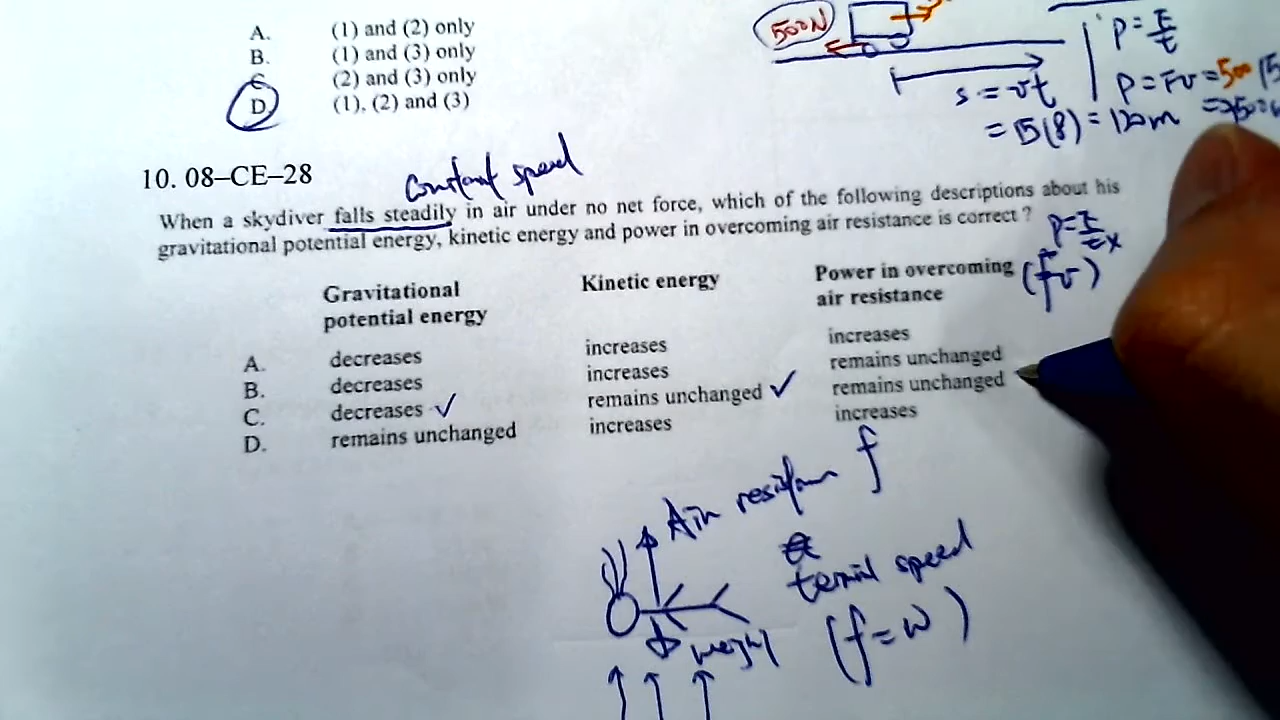 A. (1) and (2) only
B. (1) and (3) only
C (2) and (3) only
D. (1), (2) and (3)
500N
s = vt
= 15(8) = 120m
P = E/t
P = Fv = 500 (15
10. 08–CE–28
constant speed
When a skydiver falls steadily in air under no net force, which of the following descriptions about his
gravitational potential energy, kinetic energy and power in overcoming air resistance is correct ?
P = E/t x
(fv)
Gravitational potential energy Kinetic energy Power in overcoming air resistance
A. decreases increases increases
B. decreases increases remains unchanged
C. decreases ✓ remains unchanged ✓ remains unchanged
D. remains unchanged increases increases
Air f
speed
weight
(f = w)